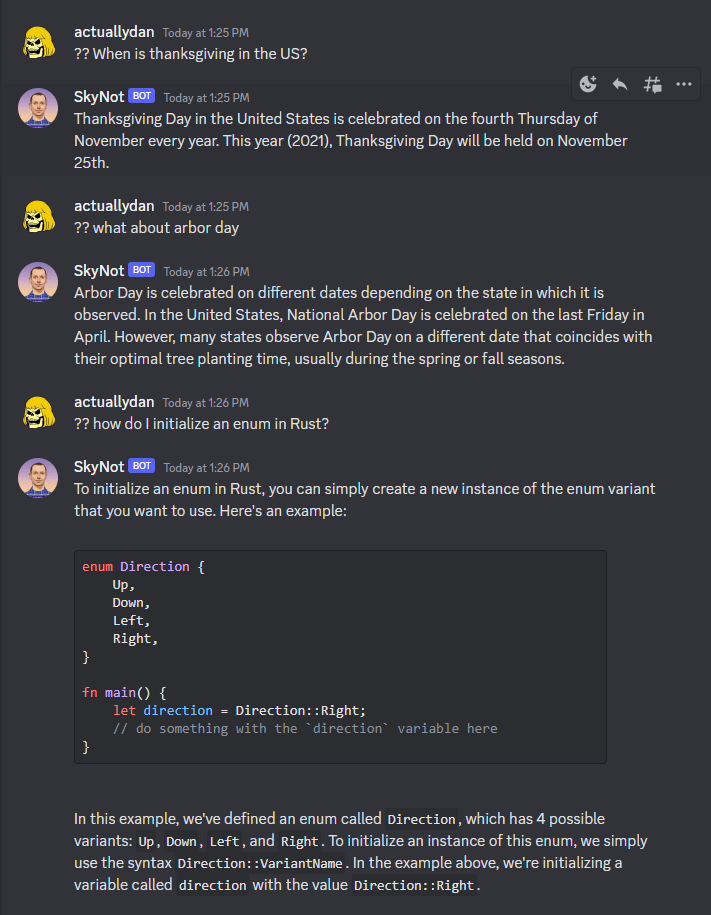 actuallydan Today at 1:25 PM
?? When is thanksgiving in the US?
SkyNot BOT Today at 1:25 PM
Thanksgiving Day in the United States is celebrated on the fourth Thursday of
November every year. This year (2021), Thanksgiving Day will be held on November
25th.
actuallydan Today at 1:25 PM
?? what about arbor day
SkyNot BOT Today at 1:26 PM
Arbor Day is celebrated on different dates depending on the state in which it is
observed. In the United States, National Arbor Day is celebrated on the last Friday in
April. However, many states observe Arbor Day on a different date that coincides with
their optimal tree planting time, usually during the spring or fall seasons.
actuallydan Today at 1:26 PM
?? how do I initialize an enum in Rust?
SkyNot BOT Today at 1:26 PM
To initialize an enum in Rust, you can simply create a new instance of the enum variant
that you want to use. Here's an example:
enum Direction {
    Up,
    Down,
    Left,
    Right,
}
fn main() {
    let direction = Direction::Right;
    // do something with the `direction` variable here
}
In this example, we've defined an enum called Direction, which has 4 possible
variants: Up, Down, Left, and Right. To initialize an instance of this enum, we simply
use the syntax Direction::VariantName. In the example above, we're initializing a
variable called direction with the value Direction::Right.